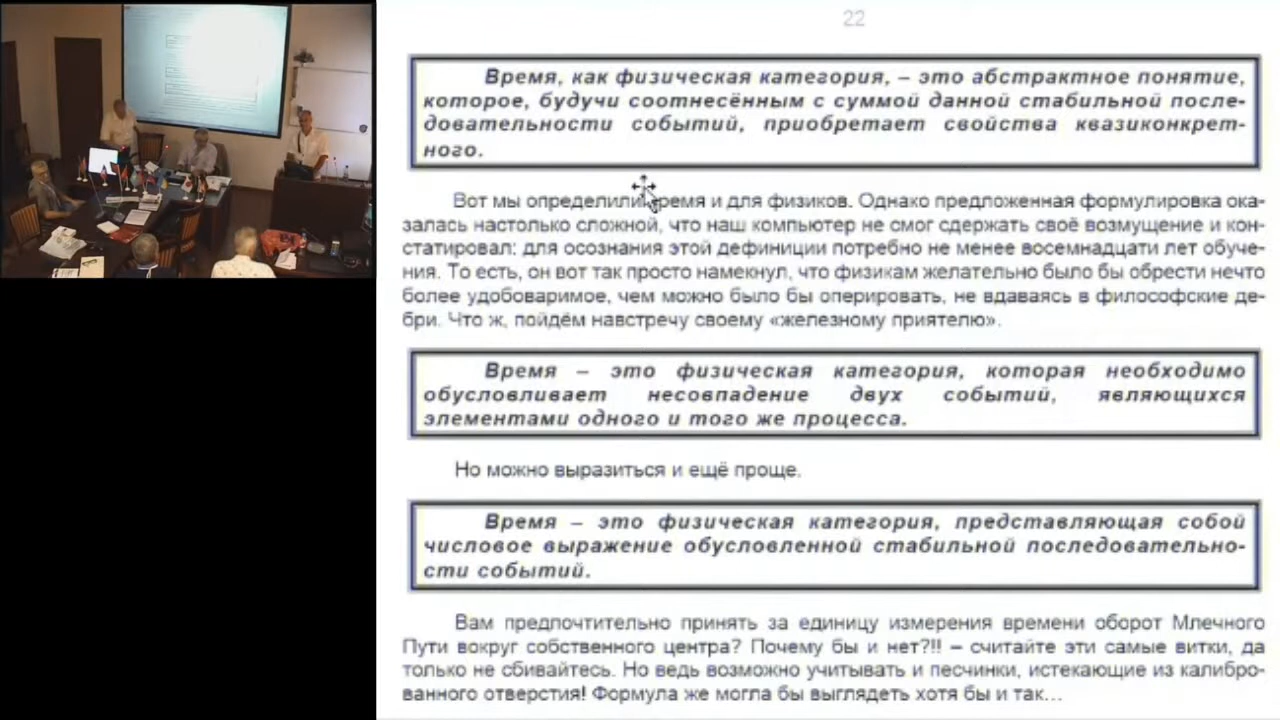 22
Время, как физическая категория, – это абстрактное понятие,
которое, будучи соотнесённым с суммой данной стабильной после-
довательности событий, приобретает свойства квазиконкрет-
ного.
Вот мы определили время и для физиков. Однако предложенная формулировка ока-
залась настолько сложной, что наш компьютер не смог сдержать своё возмущение и кон-
статировал: для осознания этой дефиниции потребно не менее восемнадцати лет обуче-
ния. То есть, он вот так просто намекнул, что физикам желательно было бы обрести нечто
более удобоваримое, чем можно было бы оперировать, не вдаваясь в философские де-
бри. Что ж, пойдём навстречу своему «железному приятелю».
Время – это физическая категория, которая необходимо
обусловливает несовпадение двух событий, являющихся
элементами одного и того же процесса.
Но можно выразиться и ещё проще.
Время – это физическая категория, представляющая собой
числовое выражение обусловленной стабильной последовательно-
сти событий.
Вам предпочтительно принять за единицу измерения времени оборот Млечного
Пути вокруг собственного центра? Почему бы и нет?!! – считайте эти самые витки, да
только не сбивайтесь. Но ведь возможно учитывать и песчинки, истекающие из калибро-
ванного отверстия! Формула же могла бы выглядеть хотя бы и так...